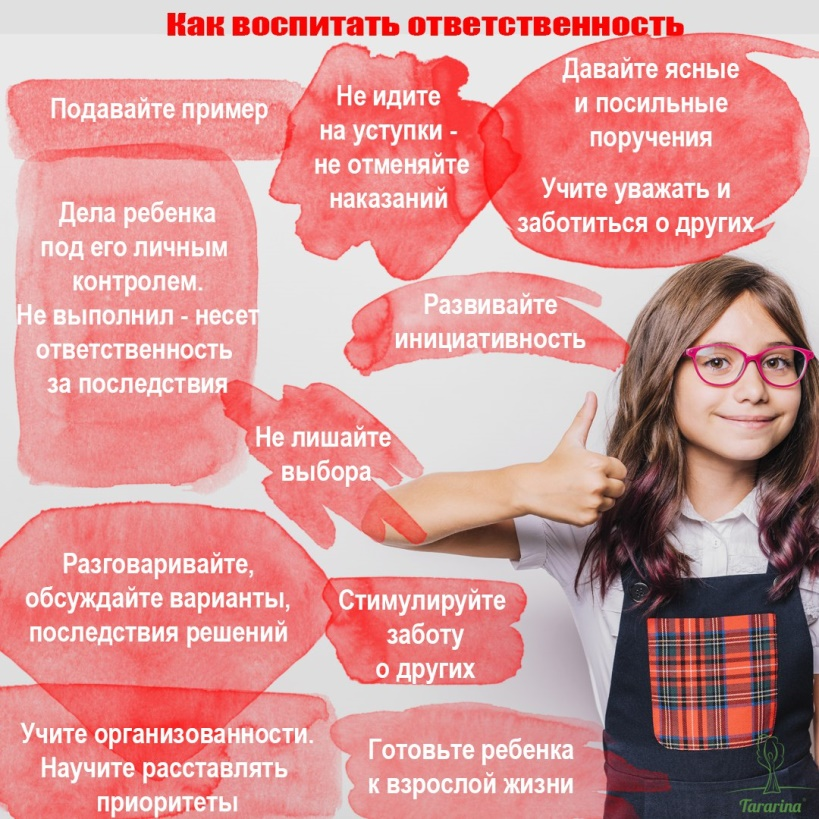 Как воспитать ответственность
Подавайте пример
Не идите
на уступки -
не отменяйте
наказаний
Давайте ясные
и посильные
поручения
Учите уважать и
заботиться о других
Дела ребенка
под его личным
контролем.
Не выполнил - несет
ответственность
за последствия
Развивайте
инициативность
Не лишайте
выбора
Разговаривайте,
обсуждайте варианты,
последствия решений
Стимулируйте
заботу
о других
Учите организованности.
Научите расставлять
приоритеты
Готовьте ребенка
к взрослой жизни
Tararina